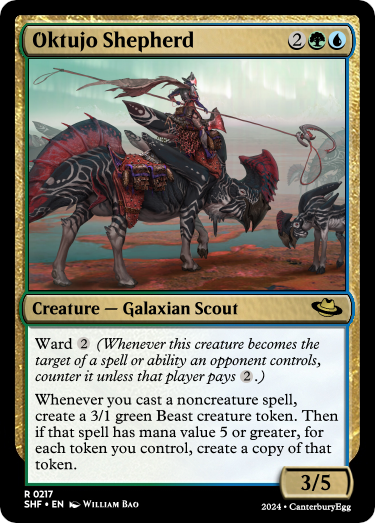 Oktujo Shepherd 2
Creature — Galaxian Scout
Ward 2 (Whenever this creature becomes the
target of a spell or ability an opponent controls,
counter it unless that player pays 2.)
Whenever you cast a noncreature spell,
create a 3/1 green Beast creature token. Then
if that spell has mana value 5 or greater, for
each token you control, create a copy of that
token.
3/5
R 0217
SHF • EN William Bao
2024 • CanterburyEgg